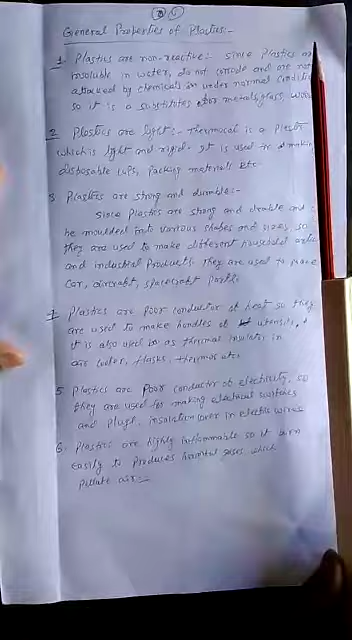 General Properties of Plastics:-
1 Plastics are non-reactive: Since Plastics are
insoluble in water, do not corrode and are not
attacked by chemicals in under normal condition
so it is a substitutes for metals, glass, wood
2 Plastics are light:- Thermocol is a plastic
which is light and rigid. It is used in making
disposable cups, Packing materials etc.
3 Plastics are strong and durable:-
Since Plastics are strong and durable and
be moulded into various shapes and sizes, so
they are used to make different household
and industrial Products. They are used to make
Car, aircraft, spacecraft Parts.
4 Plastics are Poor conductor of heat so they
are used to make handles of utensils,
It is also used as thermal insulator in
flasks, thermos etc.
5 Plastics are Poor conductor of electricity, so
they are used for making electrical switches
and Plugs, cover in electric wires
6. Plastics are highly inflammable so it burn
easily to Produces harmful gases which
Pollute air